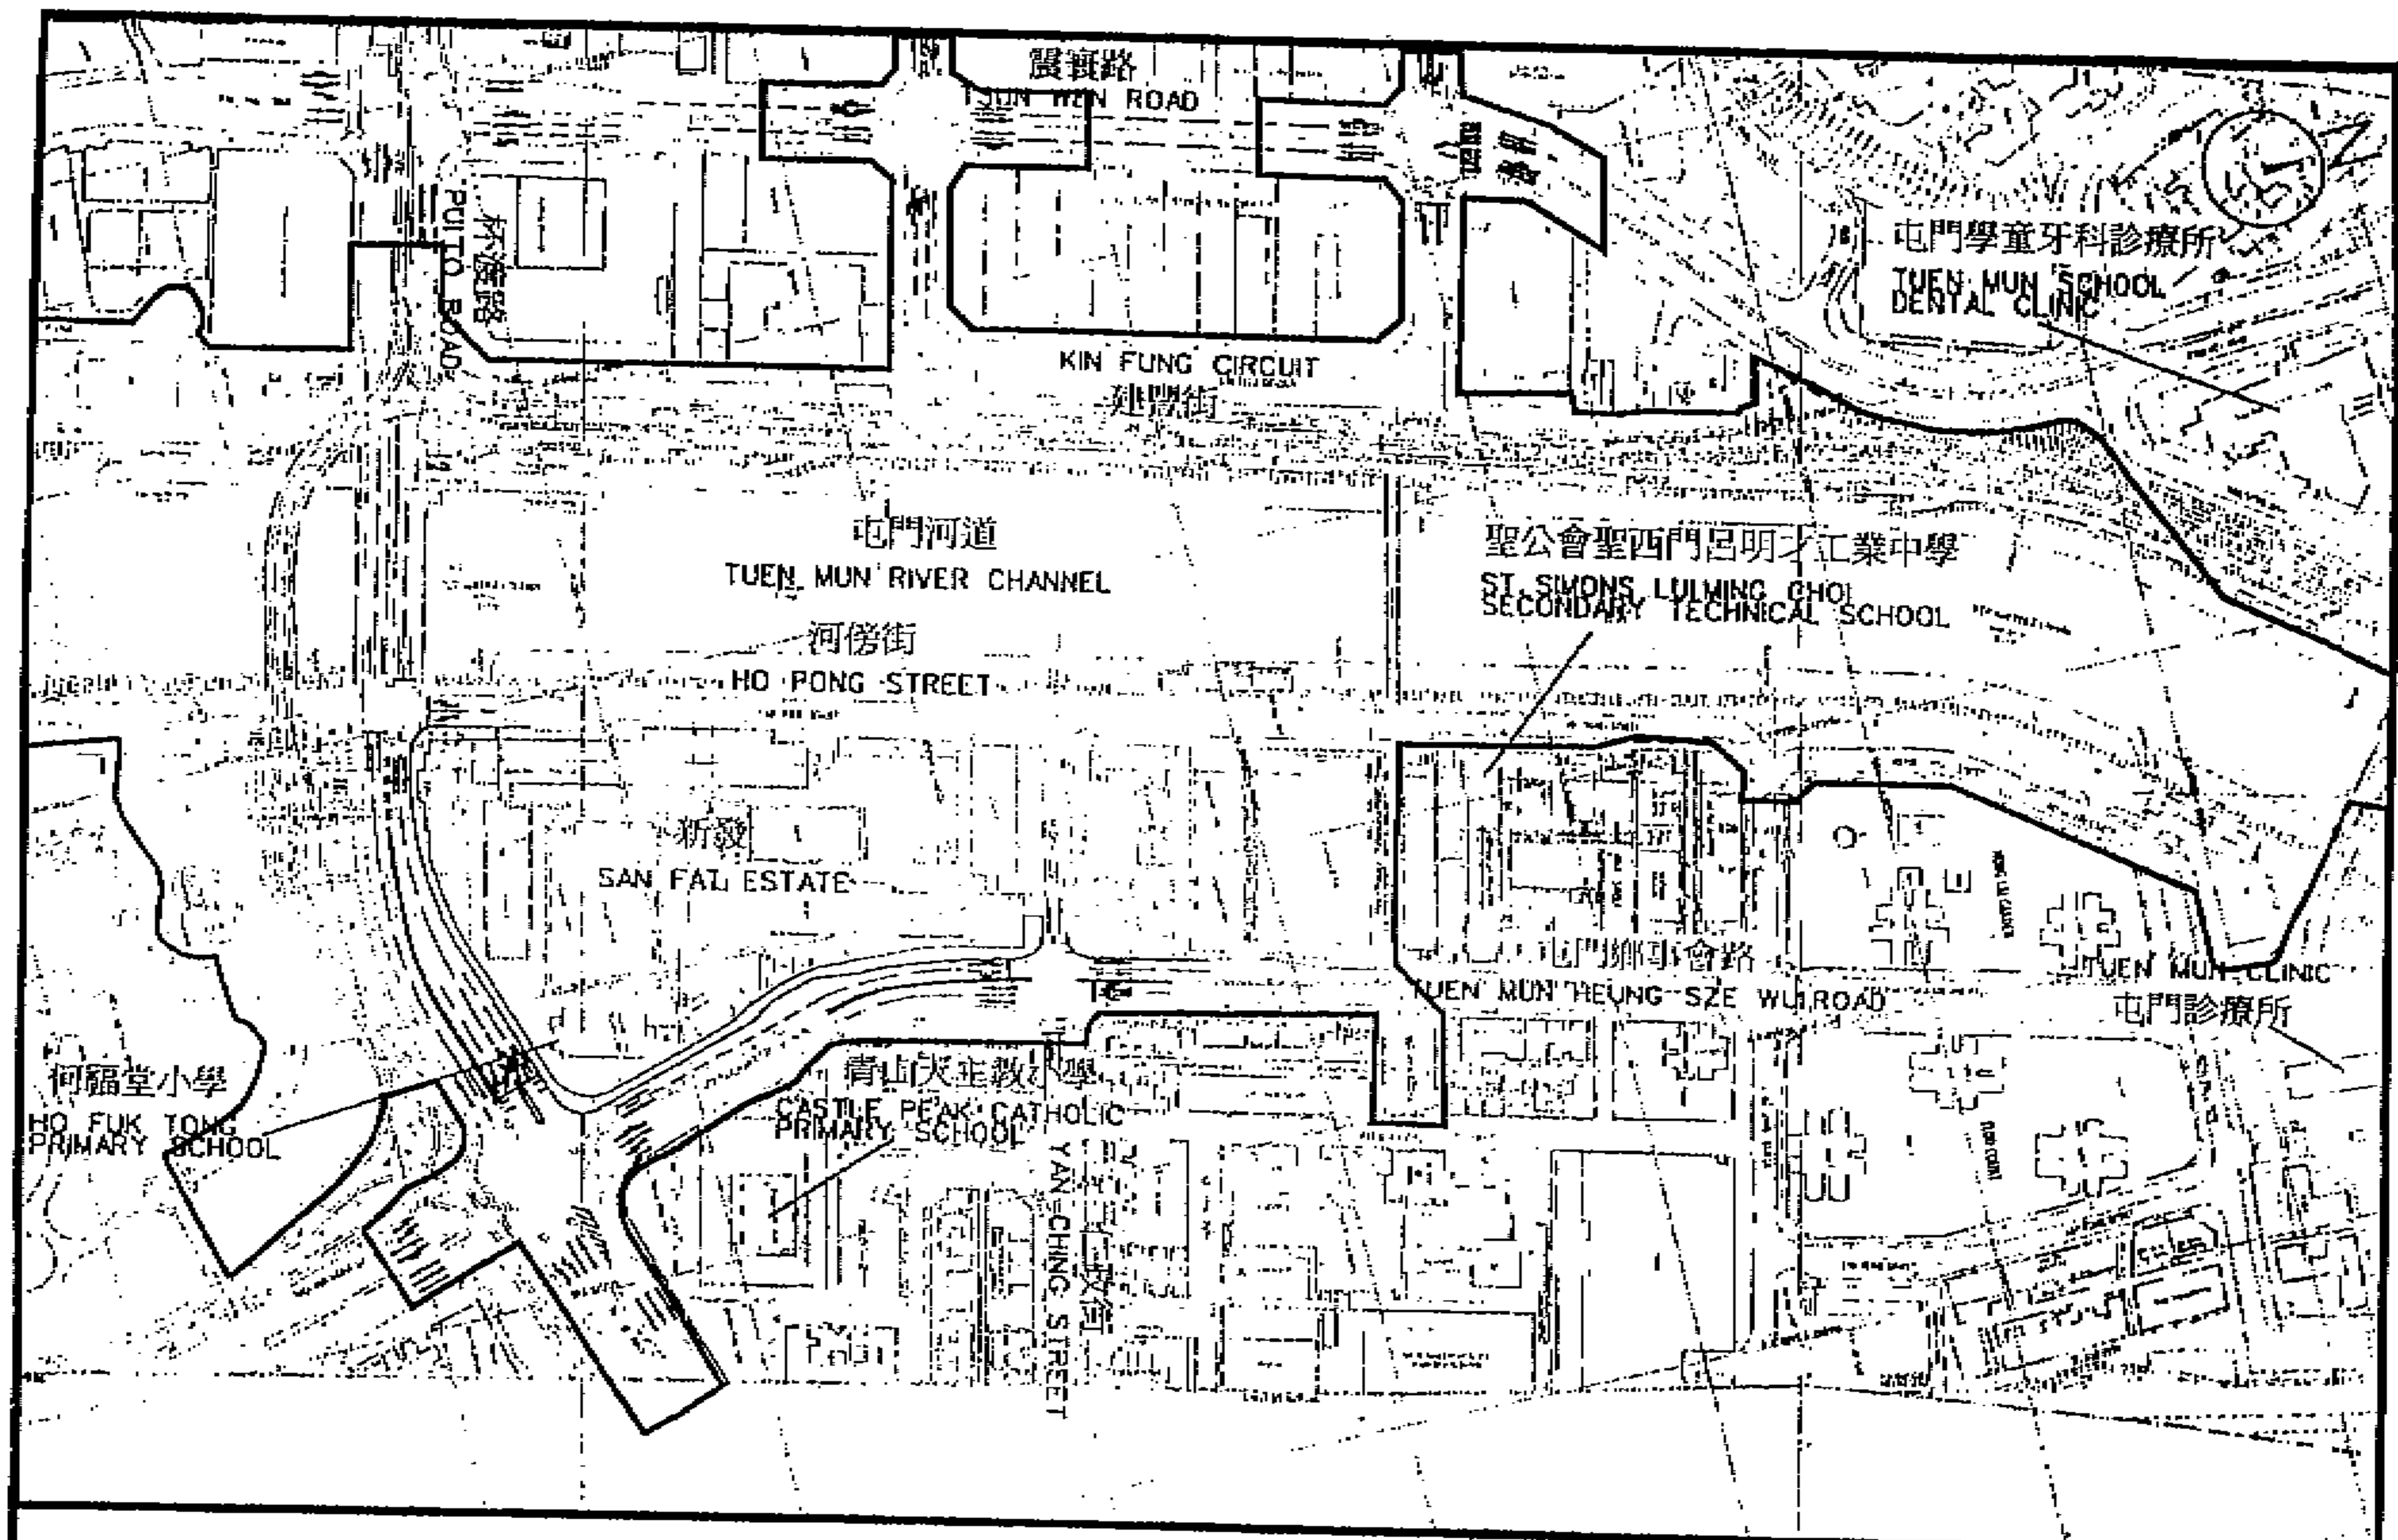 震寰路
TSUN WEN ROAD
N
杯渡路
PUI TO ROAD
屯門學童牙科診療所
TUEN MUN SCHOOL
DENTAL CLINIC
KIN FUNG CIRCUIT
建豐街
屯門河道
TUEN MUN RIVER CHANNEL
聖公會聖西門呂明才工業中學
ST. SIMONS LUI MING CHOI
SECONDARY TECHNICAL SCHOOL
河傍街
HO PONG STREET
新發
SAN FAT ESTATE
屯門鄉事會路
TUEN MUN HEUNG SZE WUI ROAD
TUEN MUN CLINIC
屯門診療所
何福堂小學
HO FUK TONG
PRIMARY SCHOOL
青山天主教小學
CASTLE PEAK CATHOLIC
PRIMARY SCHOOL
仁政街
YAN CHING STREET